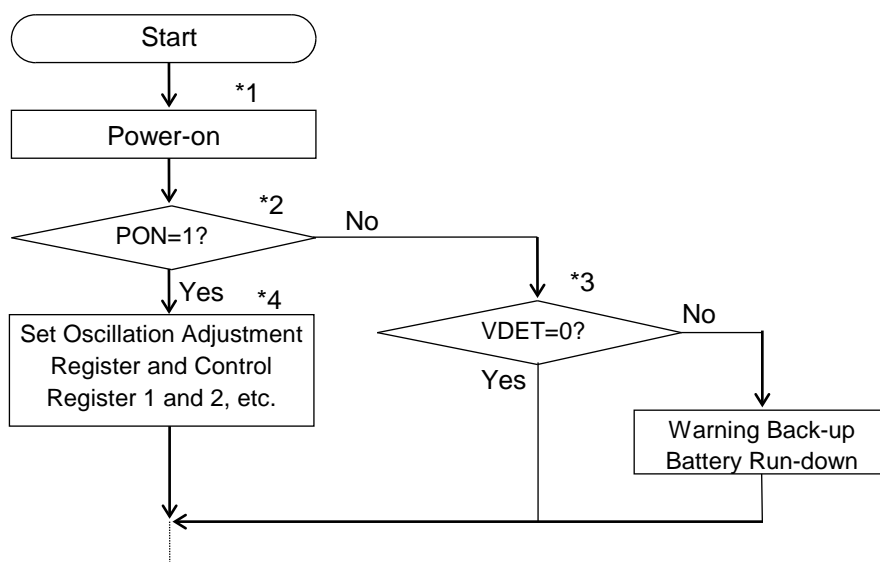 Start
*1
Power-on
*2
PON=1?
No
Yes
*3
*4
VDET=0?
No
Yes
Set Oscillation Adjustment
Register and Control
Register 1 and 2, etc.
Warning Back-up
Battery Run-down